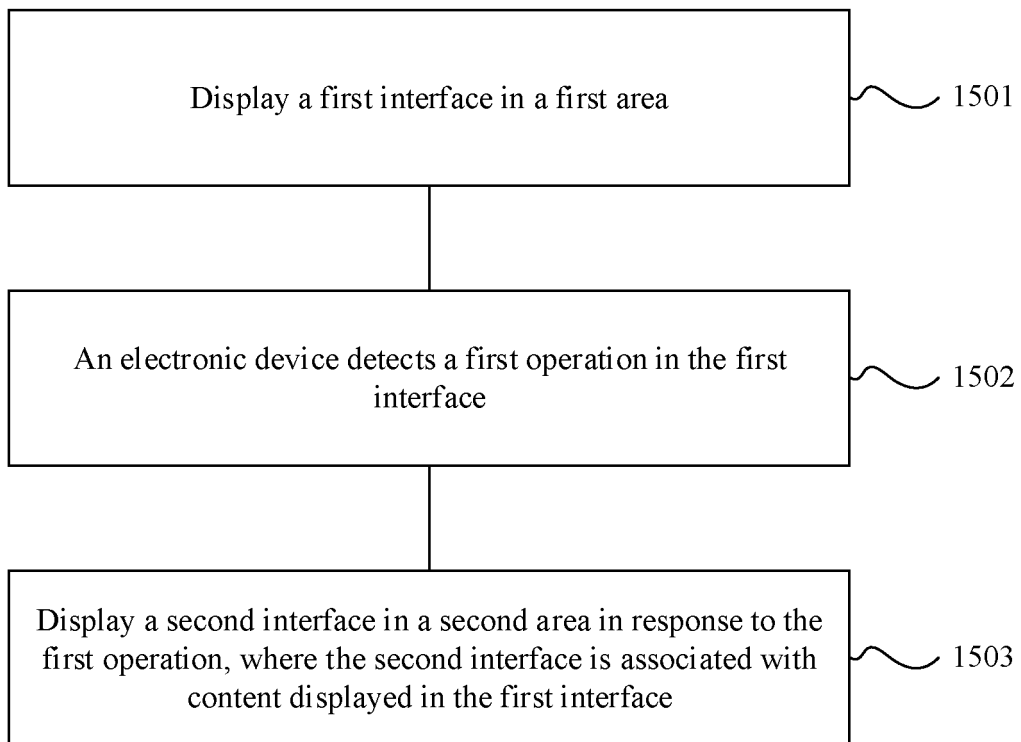 Display a first interface in a first area
1501
An electronic device detects a first operation in the first
interface
1502
Display a second interface in a second area in response to the
first operation, where the second interface is associated with
content displayed in the first interface
1503